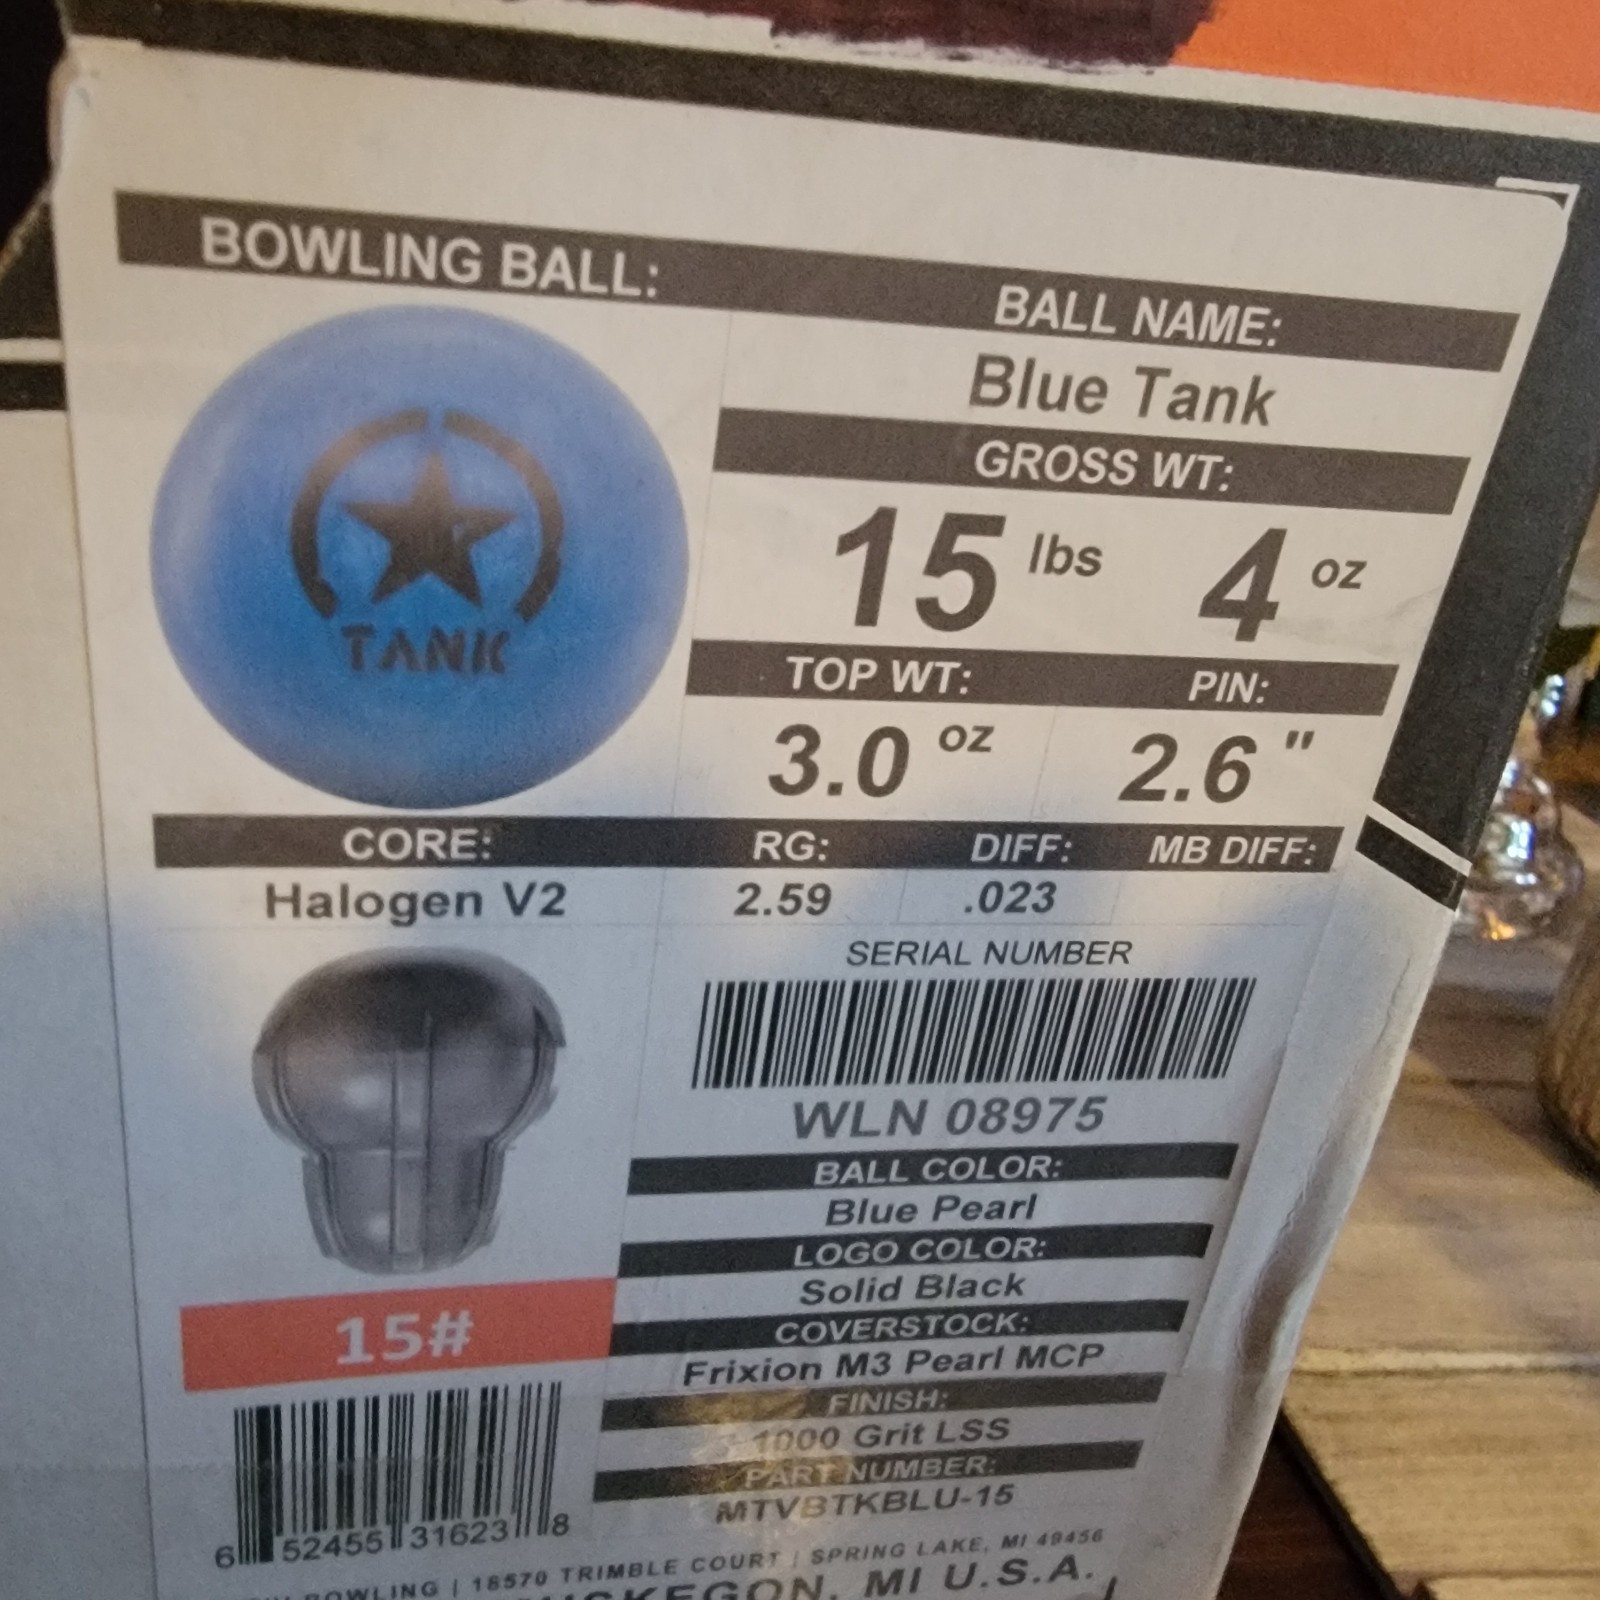 BOWLING BALL:
TANK
BALL NAME:
Blue Tank
GROSS WT:
15 lbs 4 oz
TOP WT: PIN:
3.0 oz 2.6 "
CORE: RG: DIFF: MB DIFF:
Halogen V2 2.59 .023
SERIAL NUMBER
WLN 08975
BALL COLOR:
Blue Pearl
LOGO COLOR:
Solid Black
COVERSTOCK:
Frixion M3 Pearl MCP
FINISH:
1000 Grit LSS
PART NUMBER:
MTVBTKBLU-15
15#
6 52455 31623 8
BOWLING | 18570 TRIMBLE COURT | SPRING LAKE, MI 49456
MI U.S.A.